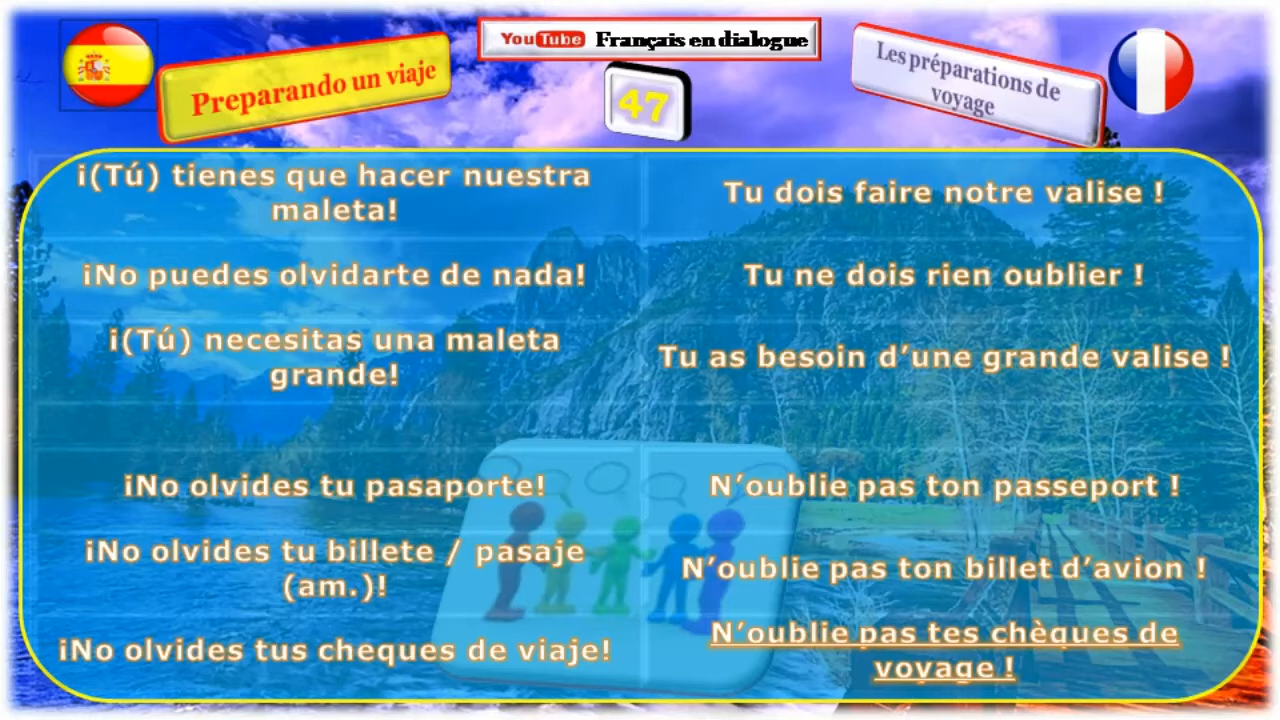 YouTube Français en dialogue
Preparando un viaje
47
Les préparations de
voyage
¡(Tú) tienes que hacer nuestra
maleta!
Tu dois faire notre valise !
¡No puedes olvidarte de nada!
Tu ne dois rien oublier !
¡(Tú) necesitas una maleta
grande!
Tu as besoin d’une grande valise !
¡No olvides tu pasaporte!
N’oublie pas ton passeport !
¡No olvides tu billete / pasaje
(am.)!
N’oublie pas ton billet d’avion !
¡No olvides tus cheques de viaje!
N’oublie pas tes chèques de
voyage !